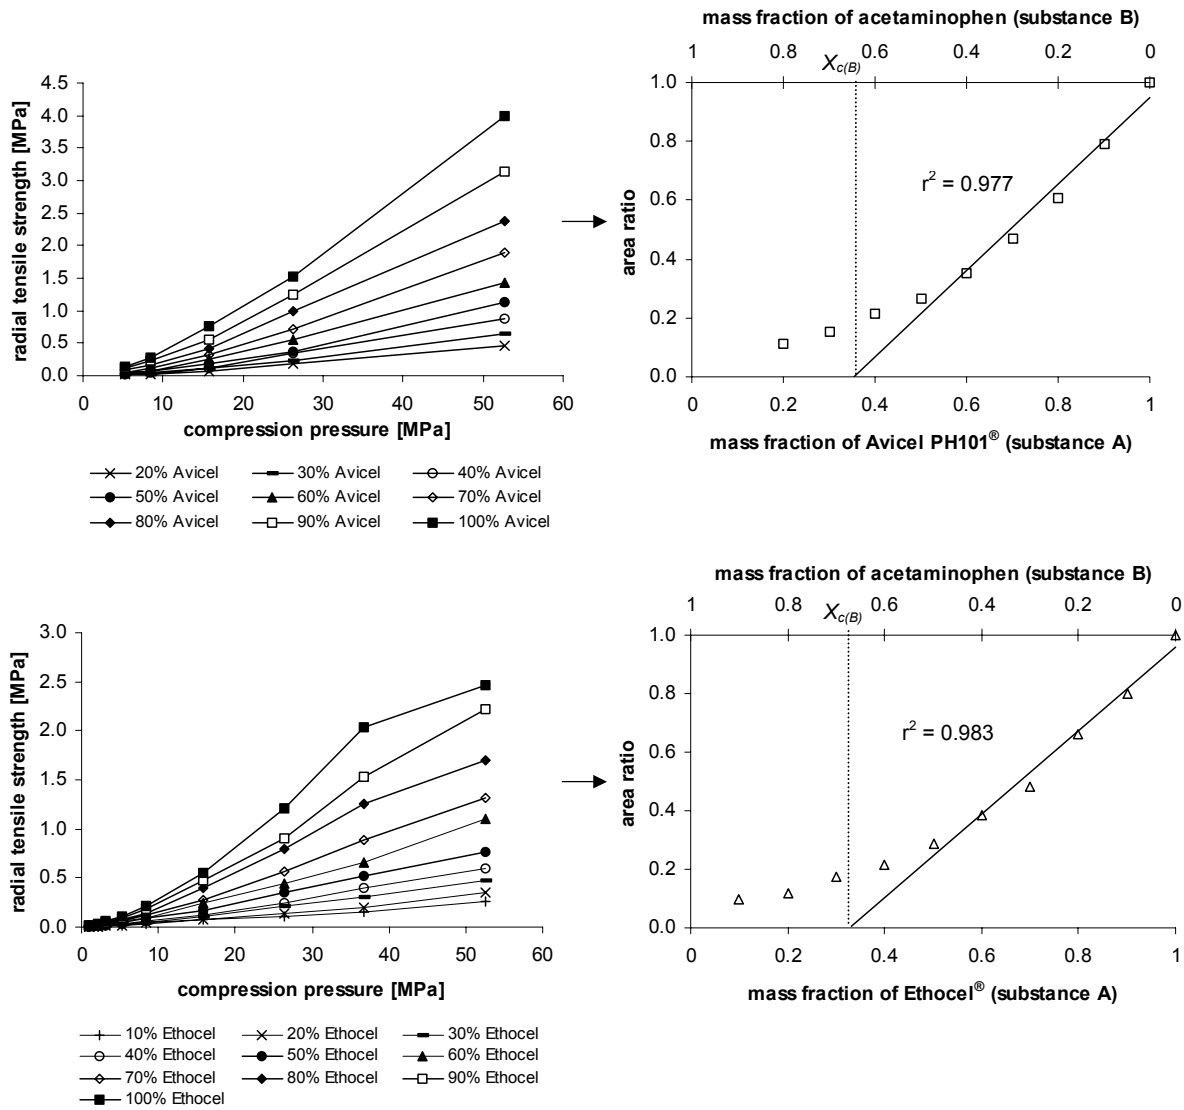 mass fraction of acetaminophen (substance B)
1 0.8 0.6 0.4 0.2 0
Xc(B)
radial tensile strength [MPa]
4.5
4.0
3.5
3.0
2.5
2.0
1.5
1.0
0.5
0.0
0 10 20 30 40 50 60
compression pressure [MPa]
20% Avicel 30% Avicel 40% Avicel
50% Avicel 60% Avicel 70% Avicel
80% Avicel 90% Avicel 100% Avicel
area ratio
1.0
0.8
0.6
0.4
0.2
0.0
r² = 0.977
0 0.2 0.4 0.6 0.8 1
mass fraction of Avicel PH101® (substance A)
mass fraction of acetaminophen (substance B)
1 0.8 0.6 0.4 0.2 0
Xc(B)
radial tensile strength [MPa]
3.0
2.5
2.0
1.5
1.0
0.5
0.0
0 10 20 30 40 50 60
compression pressure [MPa]
10% Ethocel 20% Ethocel 30% Ethocel
40% Ethocel 50% Ethocel 60% Ethocel
70% Ethocel 80% Ethocel 90% Ethocel
100% Ethocel
area ratio
1.0
0.8
0.6
0.4
0.2
0.0
r² = 0.983
0 0.2 0.4 0.6 0.8 1
mass fraction of Ethocel® (substance A)